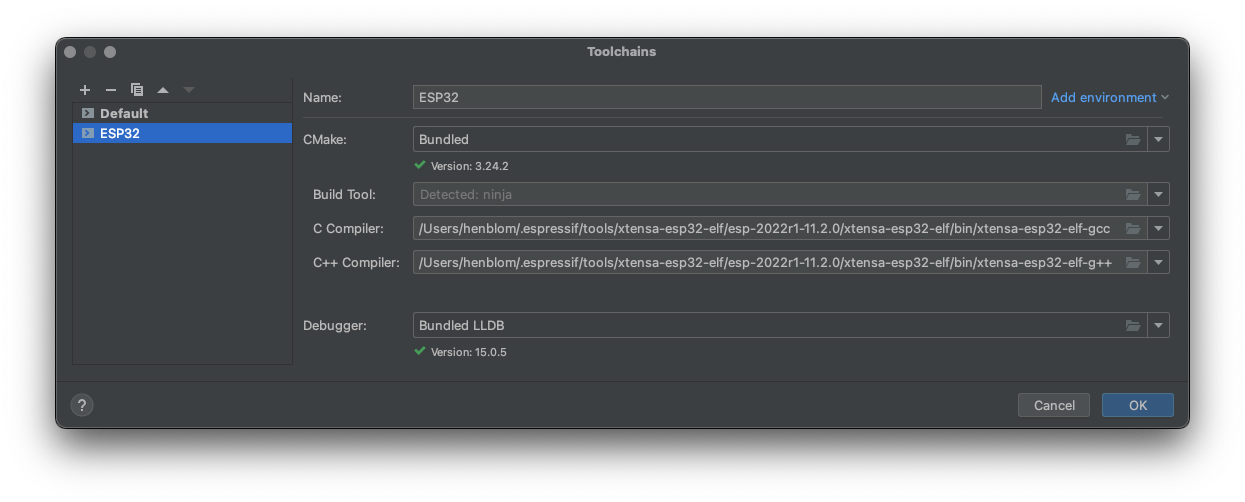 Toolchains
Default
ESP32
Name:
ESP32
Add environment
CMake:
Bundled
Version: 3.24.2
Build Tool:
Detected: ninja
C Compiler:
/Users/henblom/.espressif/tools/xtensa-esp32-elf/esp-2022r1-11.2.0/xtensa-esp32-elf/bin/xtensa-esp32-elf-gcc
C++ Compiler:
/Users/henblom/.espressif/tools/xtensa-esp32-elf/esp-2022r1-11.2.0/xtensa-esp32-elf/bin/xtensa-esp32-elf-g++
Debugger:
Bundled LLDB
Version: 15.0.5
?
Cancel
OK